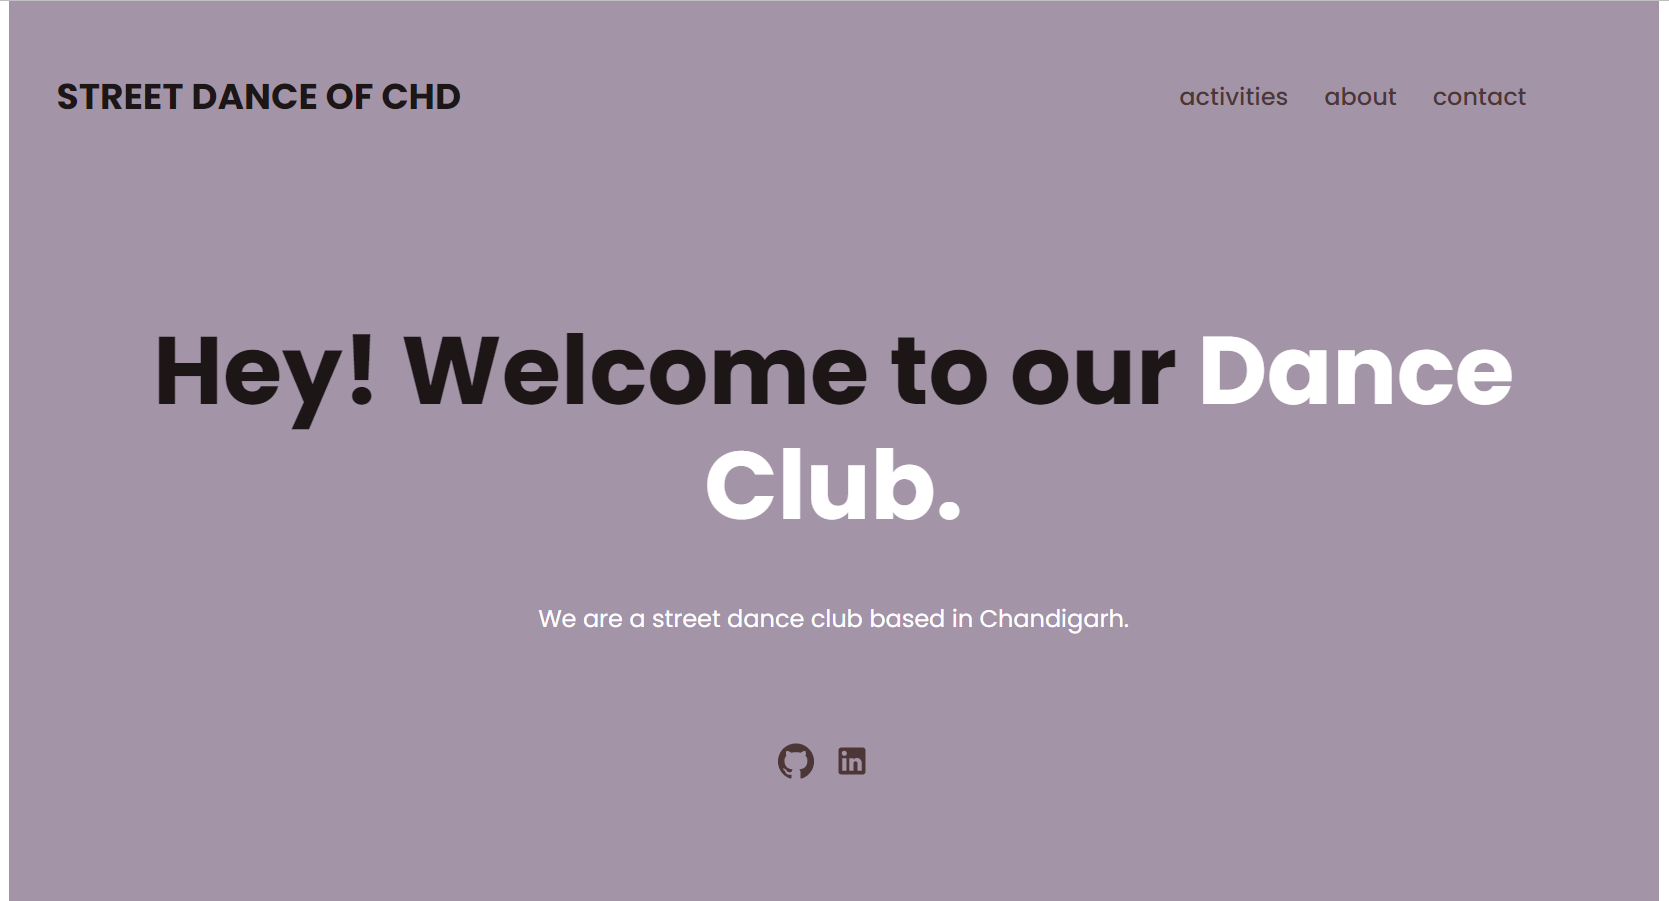 STREET DANCE OF CHD
activities about contact
Hey! Welcome to our Dance
Club.
We are a street dance club based in Chandigarh.
in